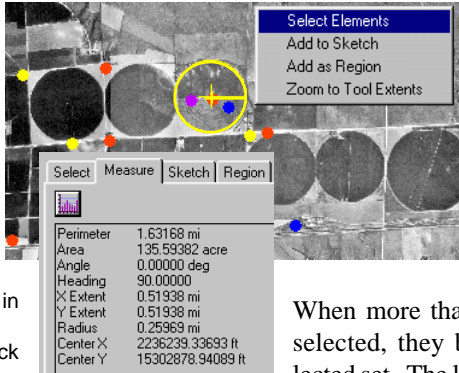 Select Elements
Add to Sketch
Add as Region
Zoom to Tool Extents
Select Measure Sketch Region
Perimeter 1.63168 mi
Area 135.59382 acre
Angle 0.00000 deg
Heading 90.00000
X Extent 0.51938 mi
Y Extent 0.51938 mi
Radius 0.25969 mi
Center X 2236239.33693 ft
Center Y 15302878.94089 ft
in
ck
When more tha
selected, they b